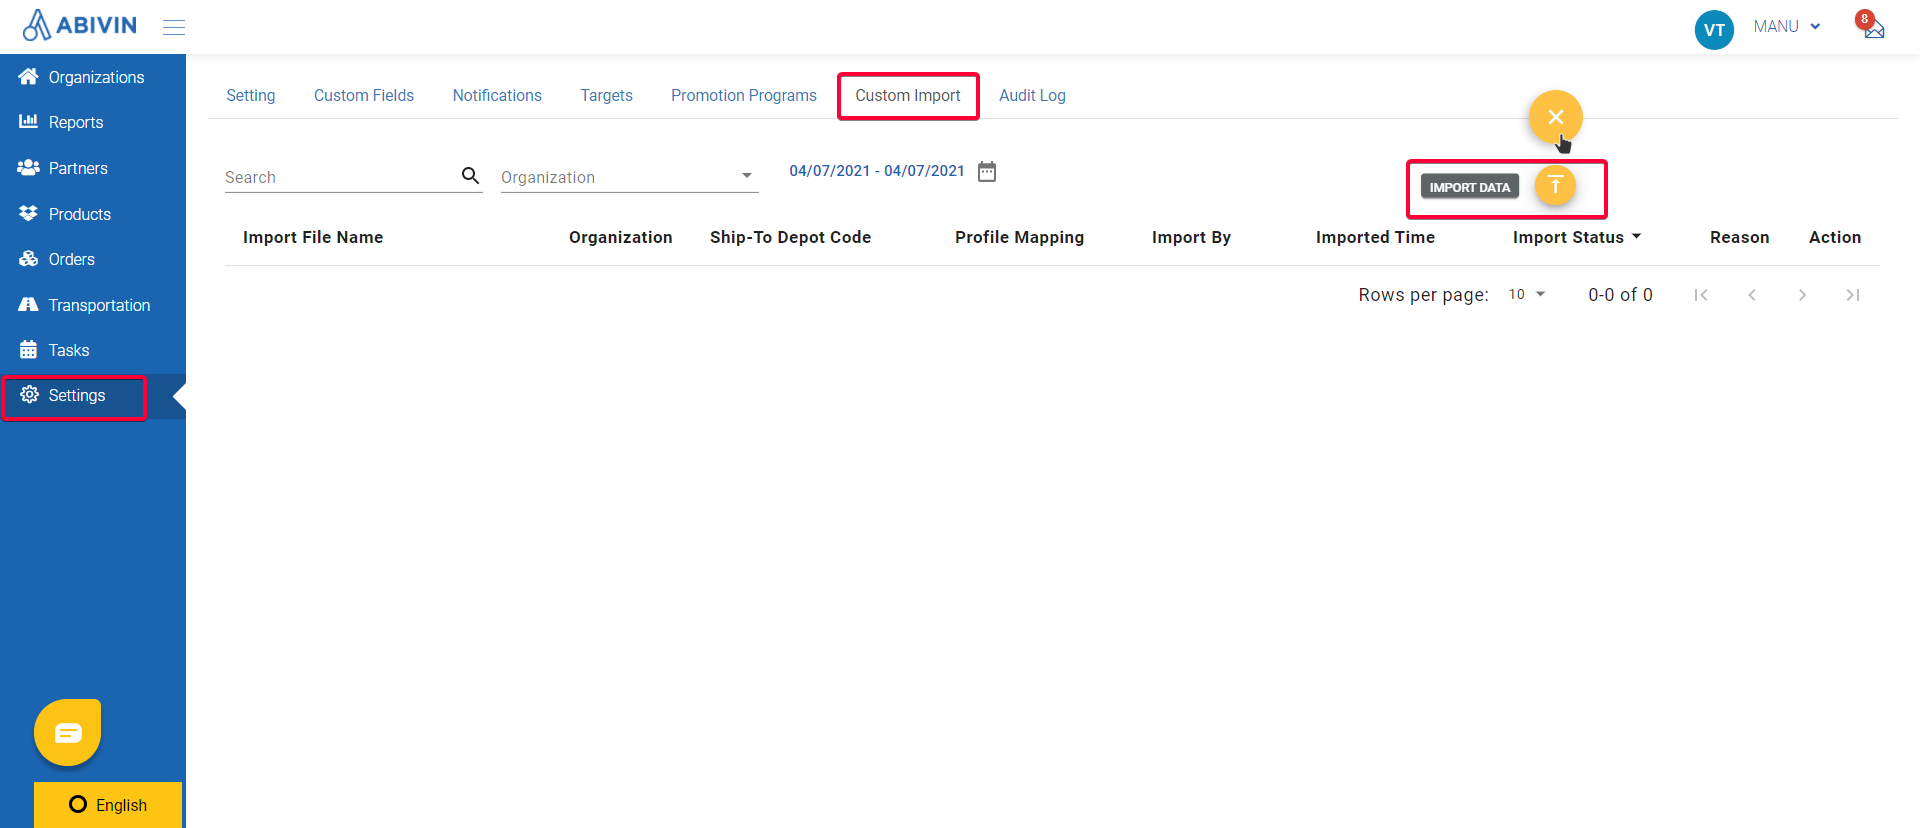 ABIVIN
VT
MANU
8
Organizations
Reports
Partners
Products
Orders
Transportation
Tasks
Settings
Setting
Custom Fields
Notifications
Targets
Promotion Programs
Custom Import
Audit Log
Search
Organization
04/07/2021 - 04/07/2021
IMPORT DATA
Import File Name
Organization
Ship-To Depot Code
Profile Mapping
Import By
Imported Time
Import Status
Reason
Action
Rows per page:
10
0-0 of 0
English